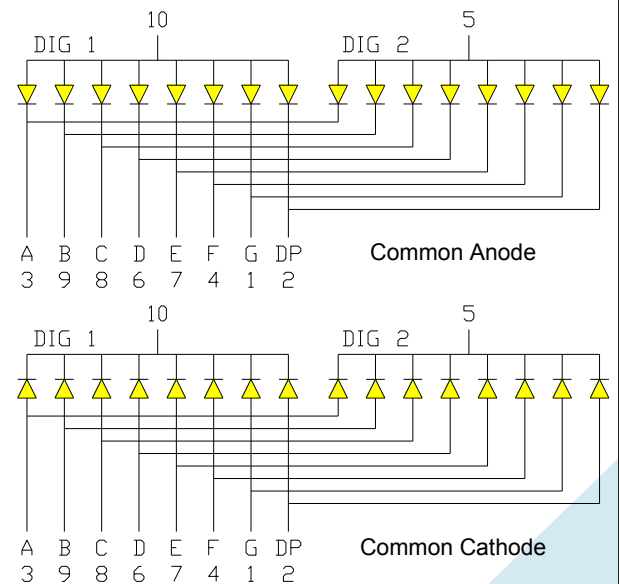 10 5
DIG 1 DIG 2
A B C D E F G DP Common Anode
3 9 8 6 7 4 1 2
10 5
DIG 1 DIG 2
A B C D E F G DP Common Cathode
3 9 8 6 7 4 1 2